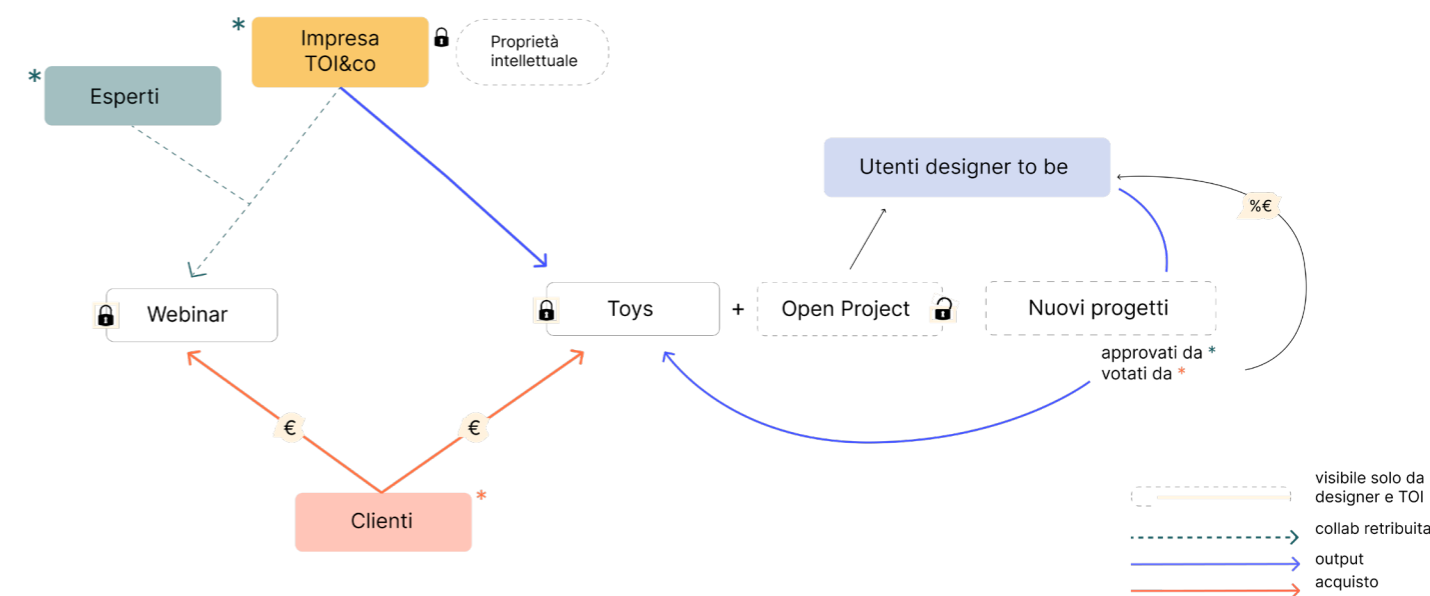 *
Impresa
TOI&co
Proprietà
intellettuale
*
Esperti
Utenti designer to be
%€
Webinar
Toys
+
Open Project
Nuovi progetti
approvati da *
votati da *
€
€
Clienti
*
visibile solo da
designer e TOI
collab retribuita
output
acquisto